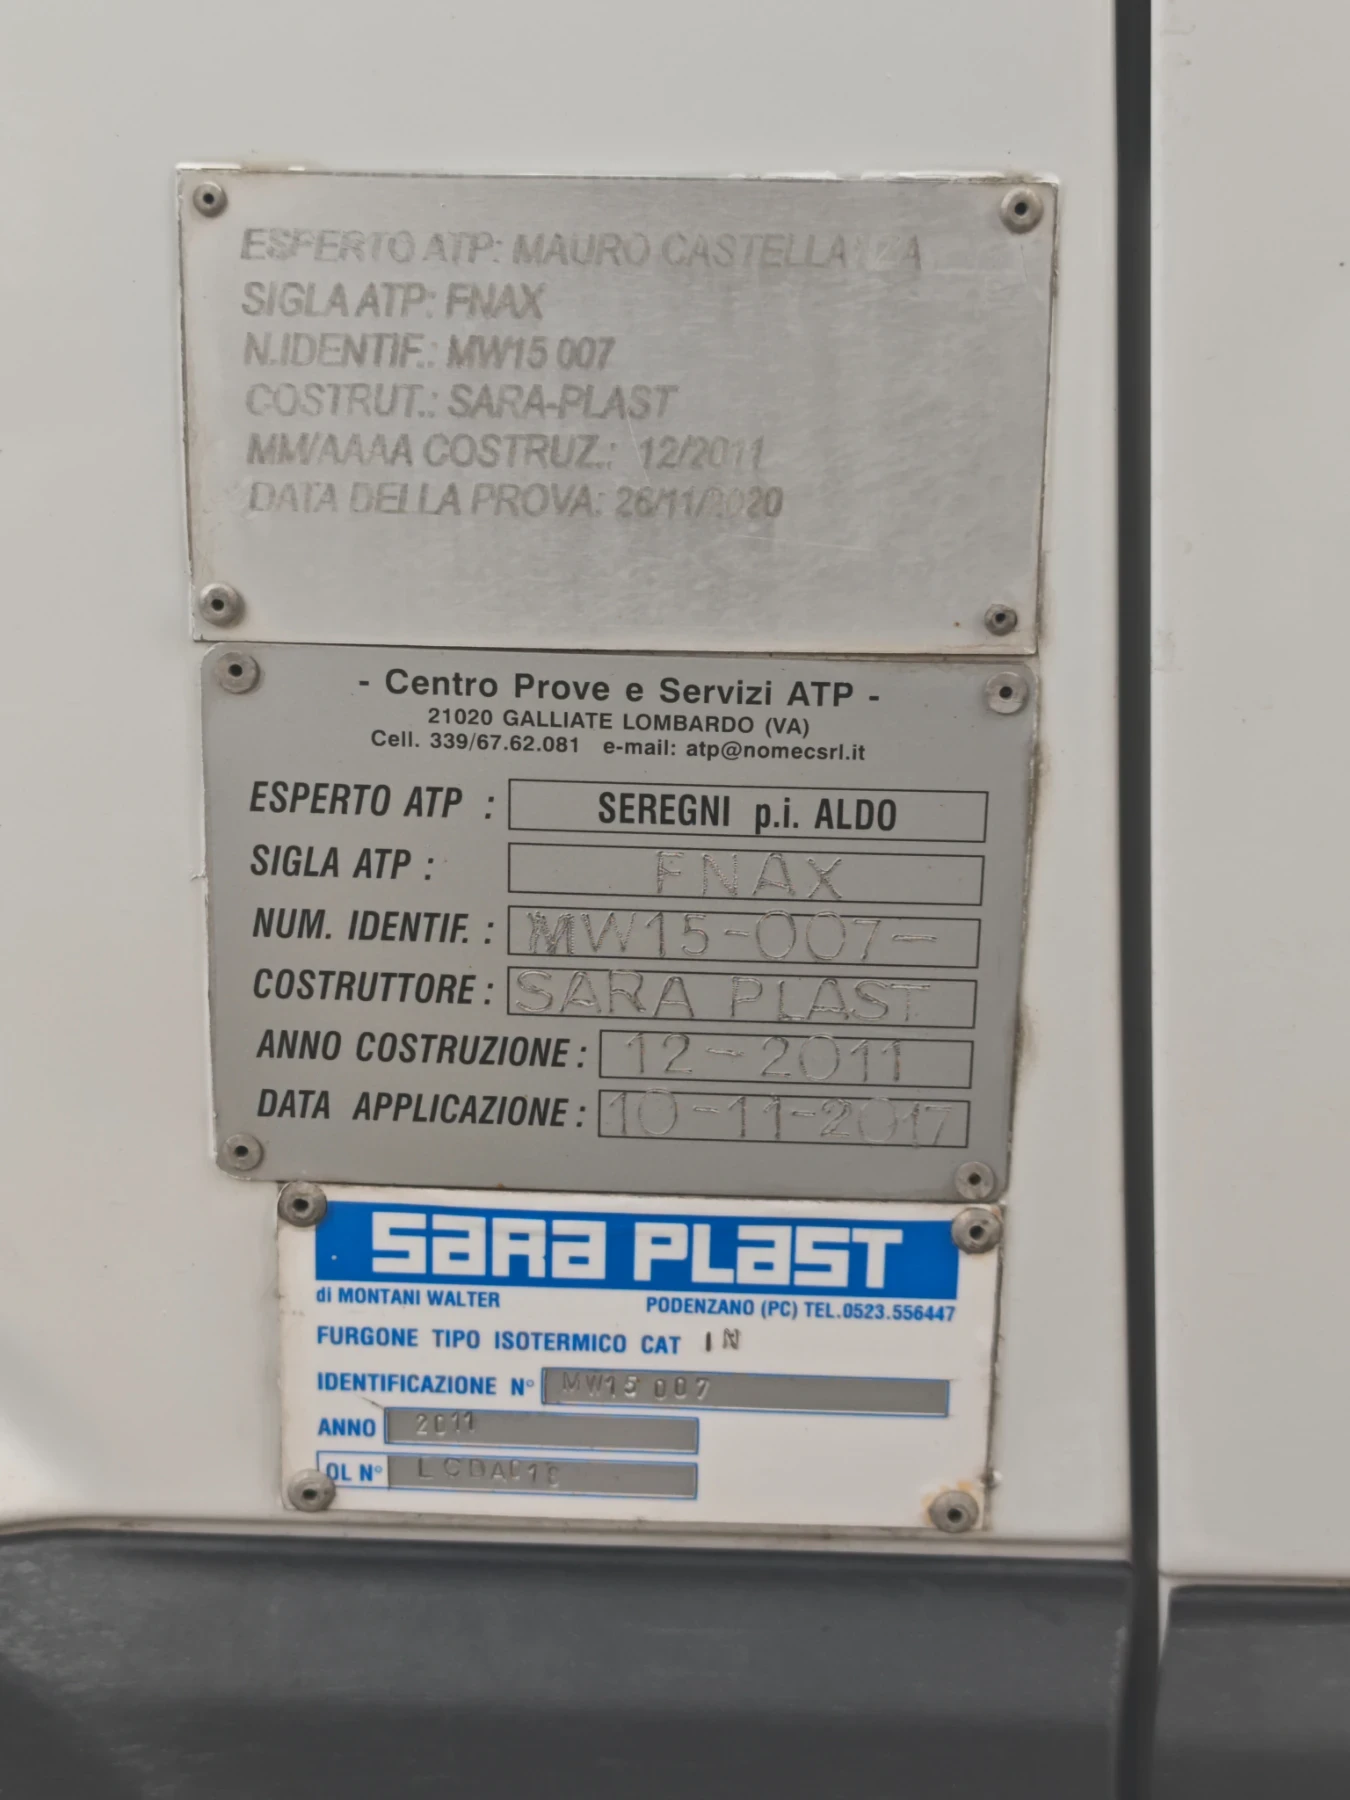 ESPERTO ATP: MAURO CASTELLANZA
SIGLA ATP: FNAX
N.IDENTIF.: MW15 007
COSTRUT.: SARA-PLAST
MM/AAAA COSTRUZ.: 12/2011
DATA DELLA PROVA: 26/11/2020
- Centro Prove e Servizi ATP -
21020 GALLIATE LOMBARDO (VA)
Cell. 339/67.62.081 e-mail: atp@nomecsrl.it
ESPERTO ATP : SEREGNI p.i. ALDO
SIGLA ATP : FNAX
NUM. IDENTIF. : MW15-007-
COSTRUTTORE : SARA PLAST
ANNO COSTRUZIONE : 12-2011
DATA APPLICAZIONE : 10-11-2017
SARA PLAST
di MONTANI WALTER PODENZANO (PC) TEL.0523.556447
FURGONE TIPO ISOTERMICO CAT IN
IDENTIFICAZIONE N° MW15 007
ANNO 2011
OL N°